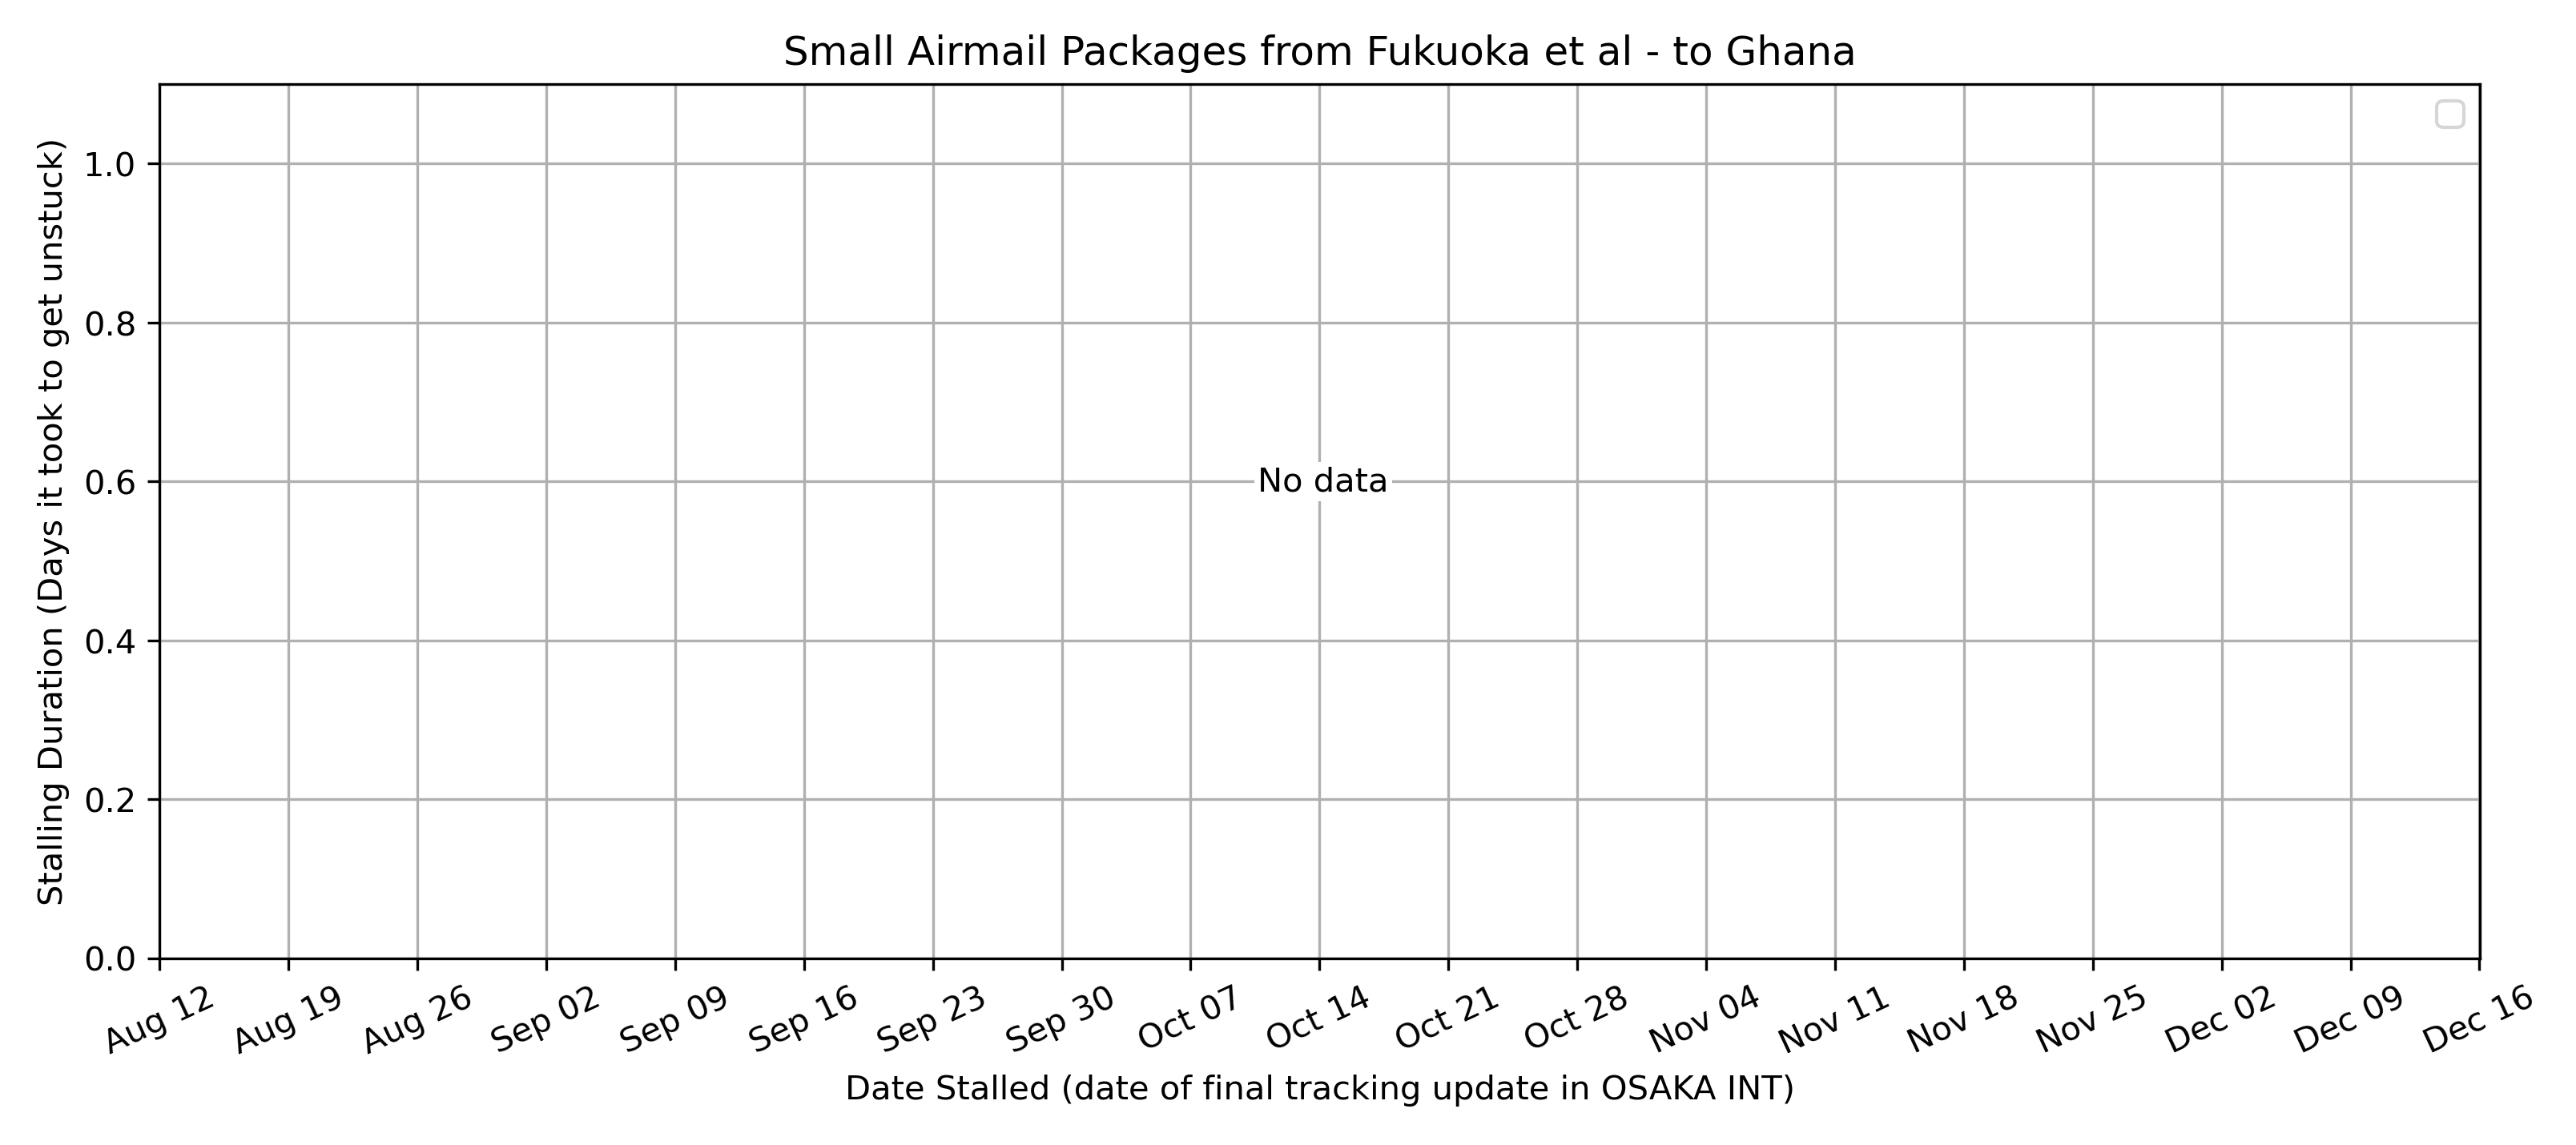 Small Airmail Packages from Fukuoka et al - to Ghana
Stalling Duration (Days it took to get unstuck)
1.0
0.8
0.6
0.4
0.2
0.0
No data
Aug 12 Aug 19 Aug 26 Sep 02 Sep 09 Sep 16 Sep 23 Sep 30 Oct 07 Oct 14 Oct 21 Oct 28 Nov 04 Nov 11 Nov 18 Nov 25 Dec 02 Dec 09 Dec 16
Date Stalled (date of final tracking update in OSAKA INT)